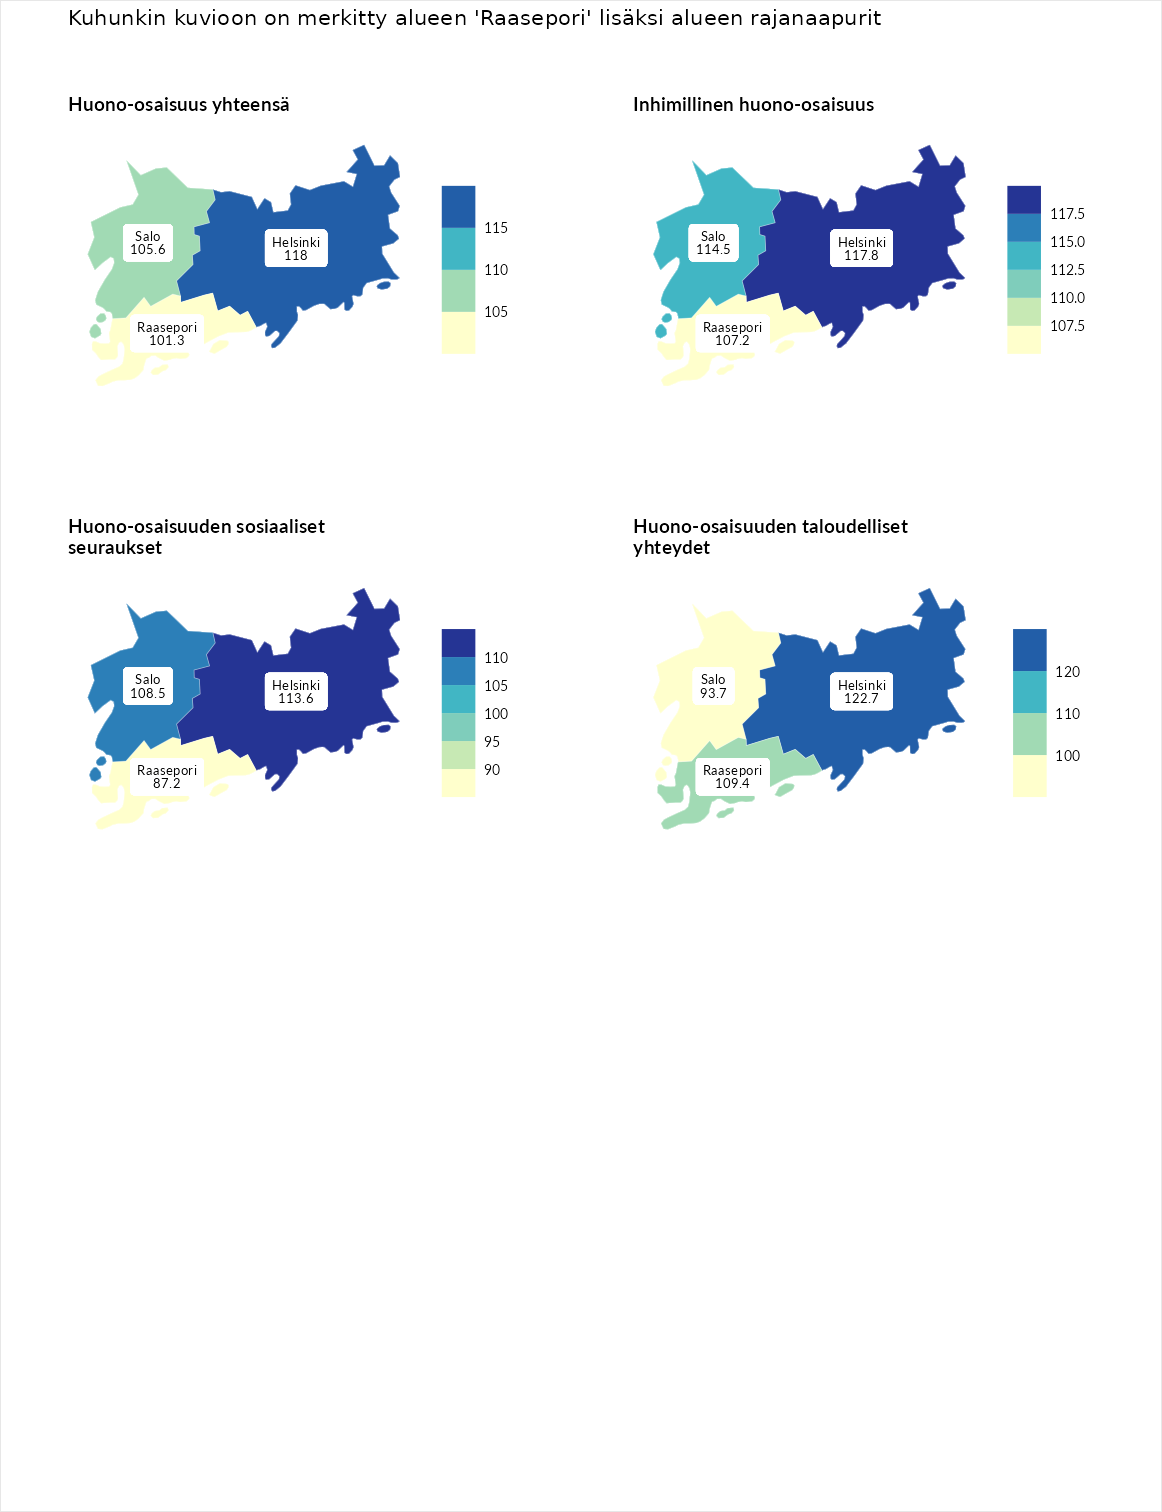 Kuhunkin kuvioon on merkitty alueen 'Raasepori' lisäksi alueen rajanaapurit
Huono-osaisuus yhteensä
Salo
105.6
Helsinki
118
Raasepori
101.3
115
110
105
Inhimillinen huono-osaisuus
Salo
114.5
Helsinki
117.8
Raasepori
107.2
117.5
115.0
112.5
110.0
107.5
Huono-osaisuuden sosiaaliset
seuraukset
Salo
108.5
Helsinki
113.6
Raasepori
87.2
110
105
100
95
90
Huono-osaisuuden taloudelliset
yhteydet
Salo
93.7
Helsinki
122.7
Raasepori
109.4
120
110
100